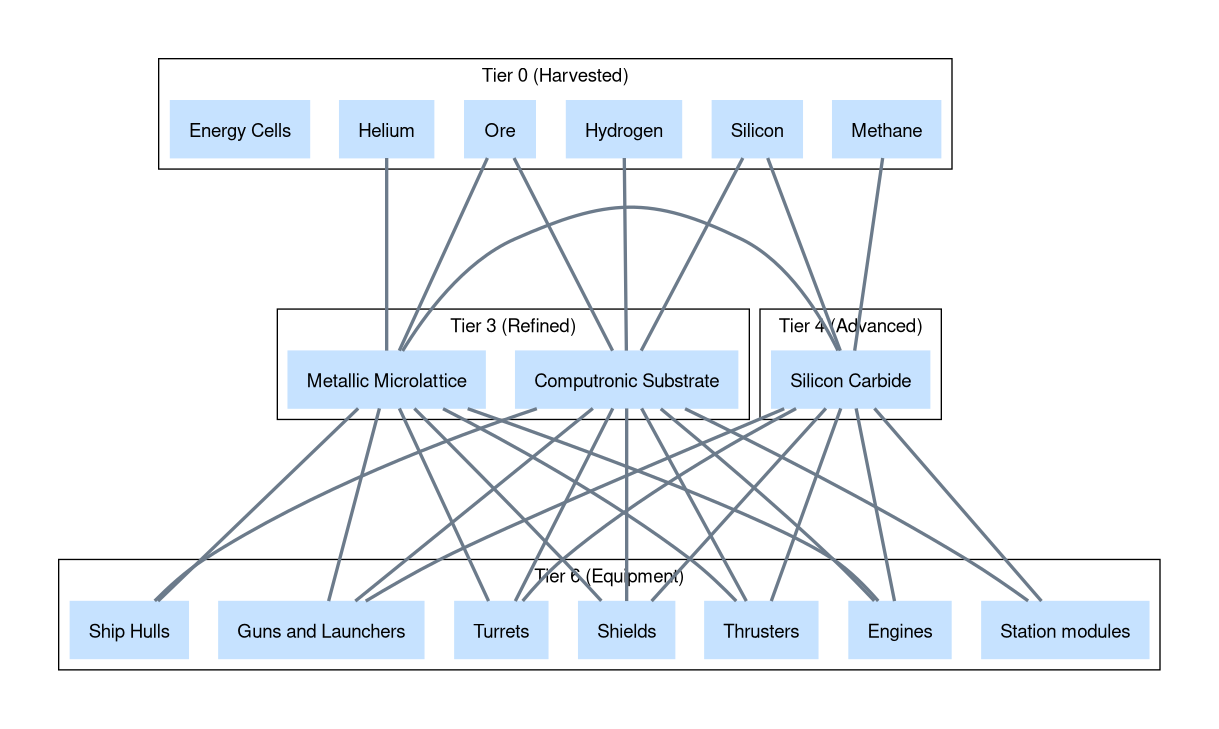 Tier 0 (Harvested)
Energy Cells
Helium
Ore
Hydrogen
Silicon
Methane
Tier 3 (Refined)
Tier 4 (Advanced)
Metallic Microlattice
Computronic Substrate
Silicon Carbide
Tier 6 (Equipment)
Ship Hulls
Guns and Launchers
Turrets
Shields
Thrusters
Engines
Station modules